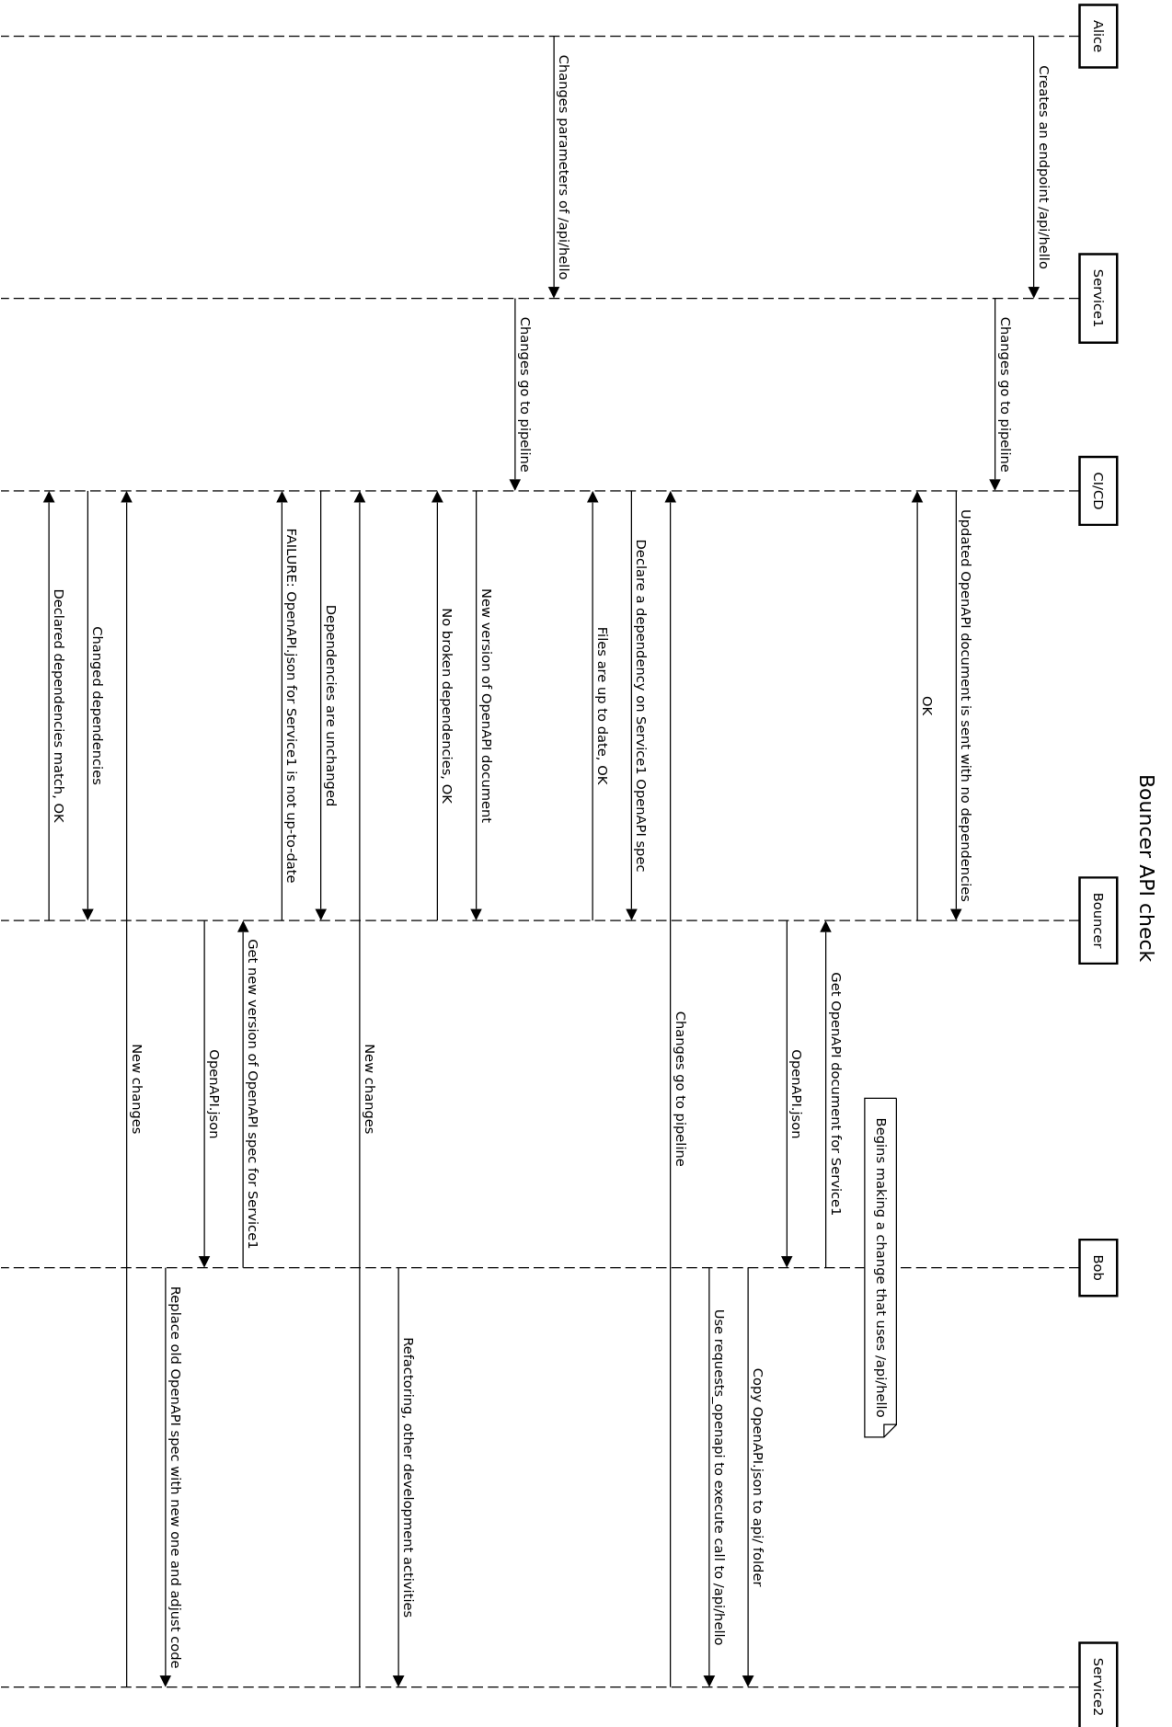 Bouncer API check
Alice
Service1
CI/CD
Bouncer
Bob
Service2
Creates an endpoint /api/hello
Changes go to pipeline
Updated OpenAPI document is sent with no dependencies
OK
Begins making a change that uses /api/hello
Get OpenAPI document for Service1
OpenAPI.json
Copy OpenAPI.json to api/ folder
Use requests_openapi to execute call to /api/hello
Changes go to pipeline
Declare a dependency on Service1 OpenAPI spec
Files are up to date, OK
Changes parameters of /api/hello
Changes go to pipeline
New version of OpenAPI document
No broken dependencies, OK
Refactoring, other development activities
New changes
Dependencies are unchanged
FAILURE: OpenAPI.json for Service1 is not up-to-date
Get new version of OpenAPI spec for Service1
OpenAPI.json
Replace old OpenAPI spec with new one and adjust code
New changes
Changed dependencies
Declared dependencies match, OK